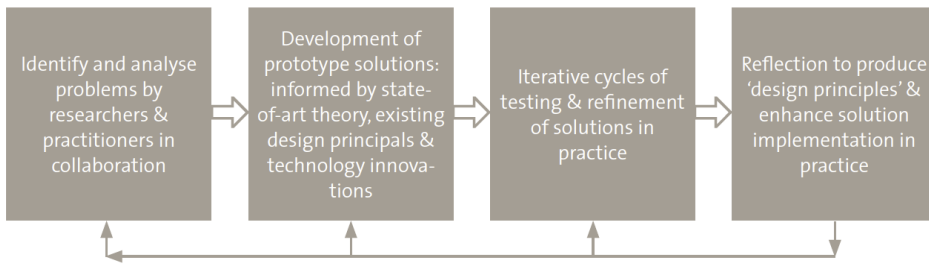 Identify and analyse
problems by
researchers &
practitioners in
collaboration
Development of
prototype solutions:
informed by state-
of-art theory, existing
design principals &
technology innova-
tions
Iterative cycles of
testing & refinement
of solutions in
practice
Reflection to produce
‘design principles’ &
enhance solution
implementation in
practice